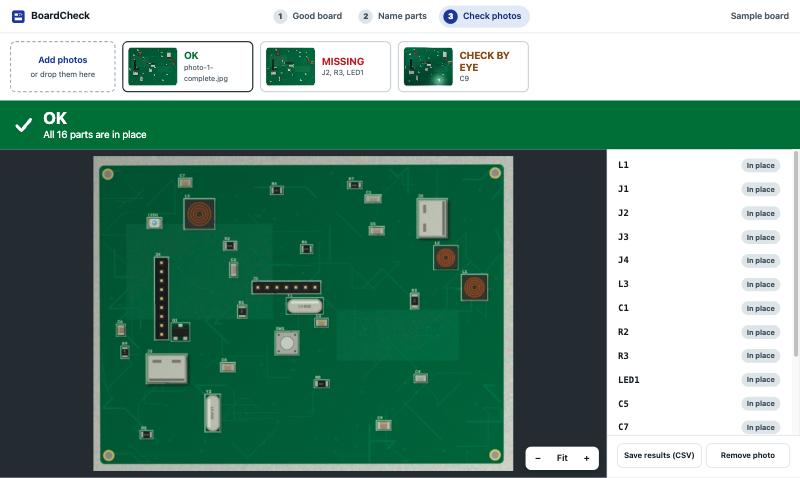 BoardCheck
1 Good board
2 Name parts
3 Check photos
Sample board
Add photos
or drop them here
OK
photo-1-
complete.jpg
MISSING
J2, R3, LED1
CHECK BY
EYE
C9
OK
All 16 parts are in place
L1 In place
J1 In place
J2 In place
J3 In place
J4 In place
L3 In place
C1 In place
R2 In place
R3 In place
LED1 In place
C5 In place
C7 In place
− Fit +
Save results (CSV)
Remove photo